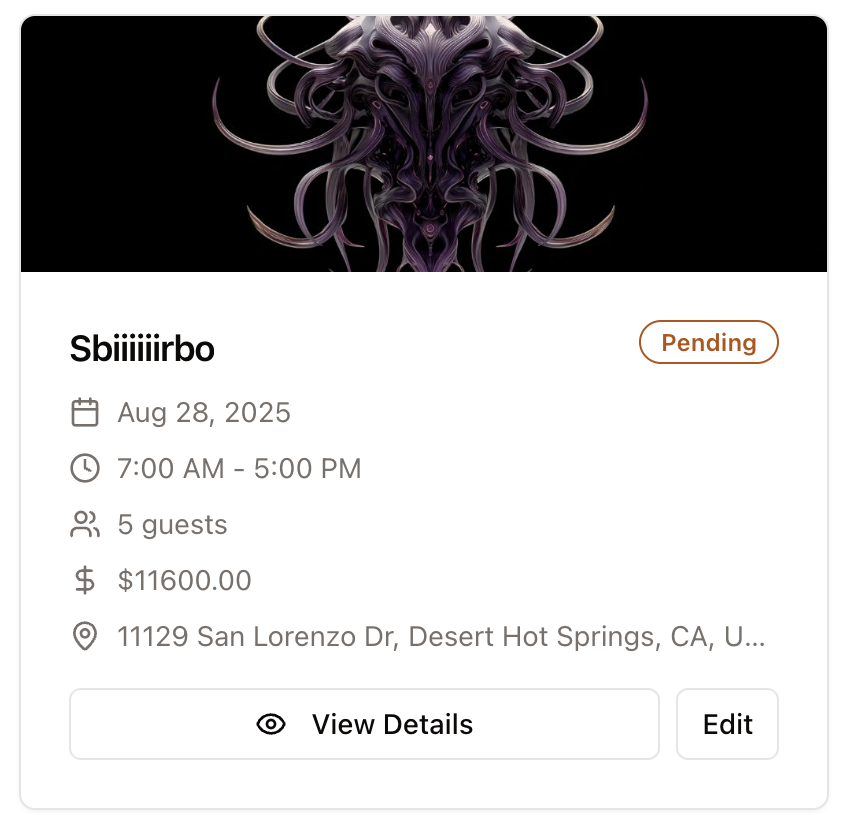 Sbiiiiiirbo
Pending
Aug 28, 2025
7:00 AM - 5:00 PM
5 guests
$11600.00
11129 San Lorenzo Dr, Desert Hot Springs, CA, U...
View Details
Edit